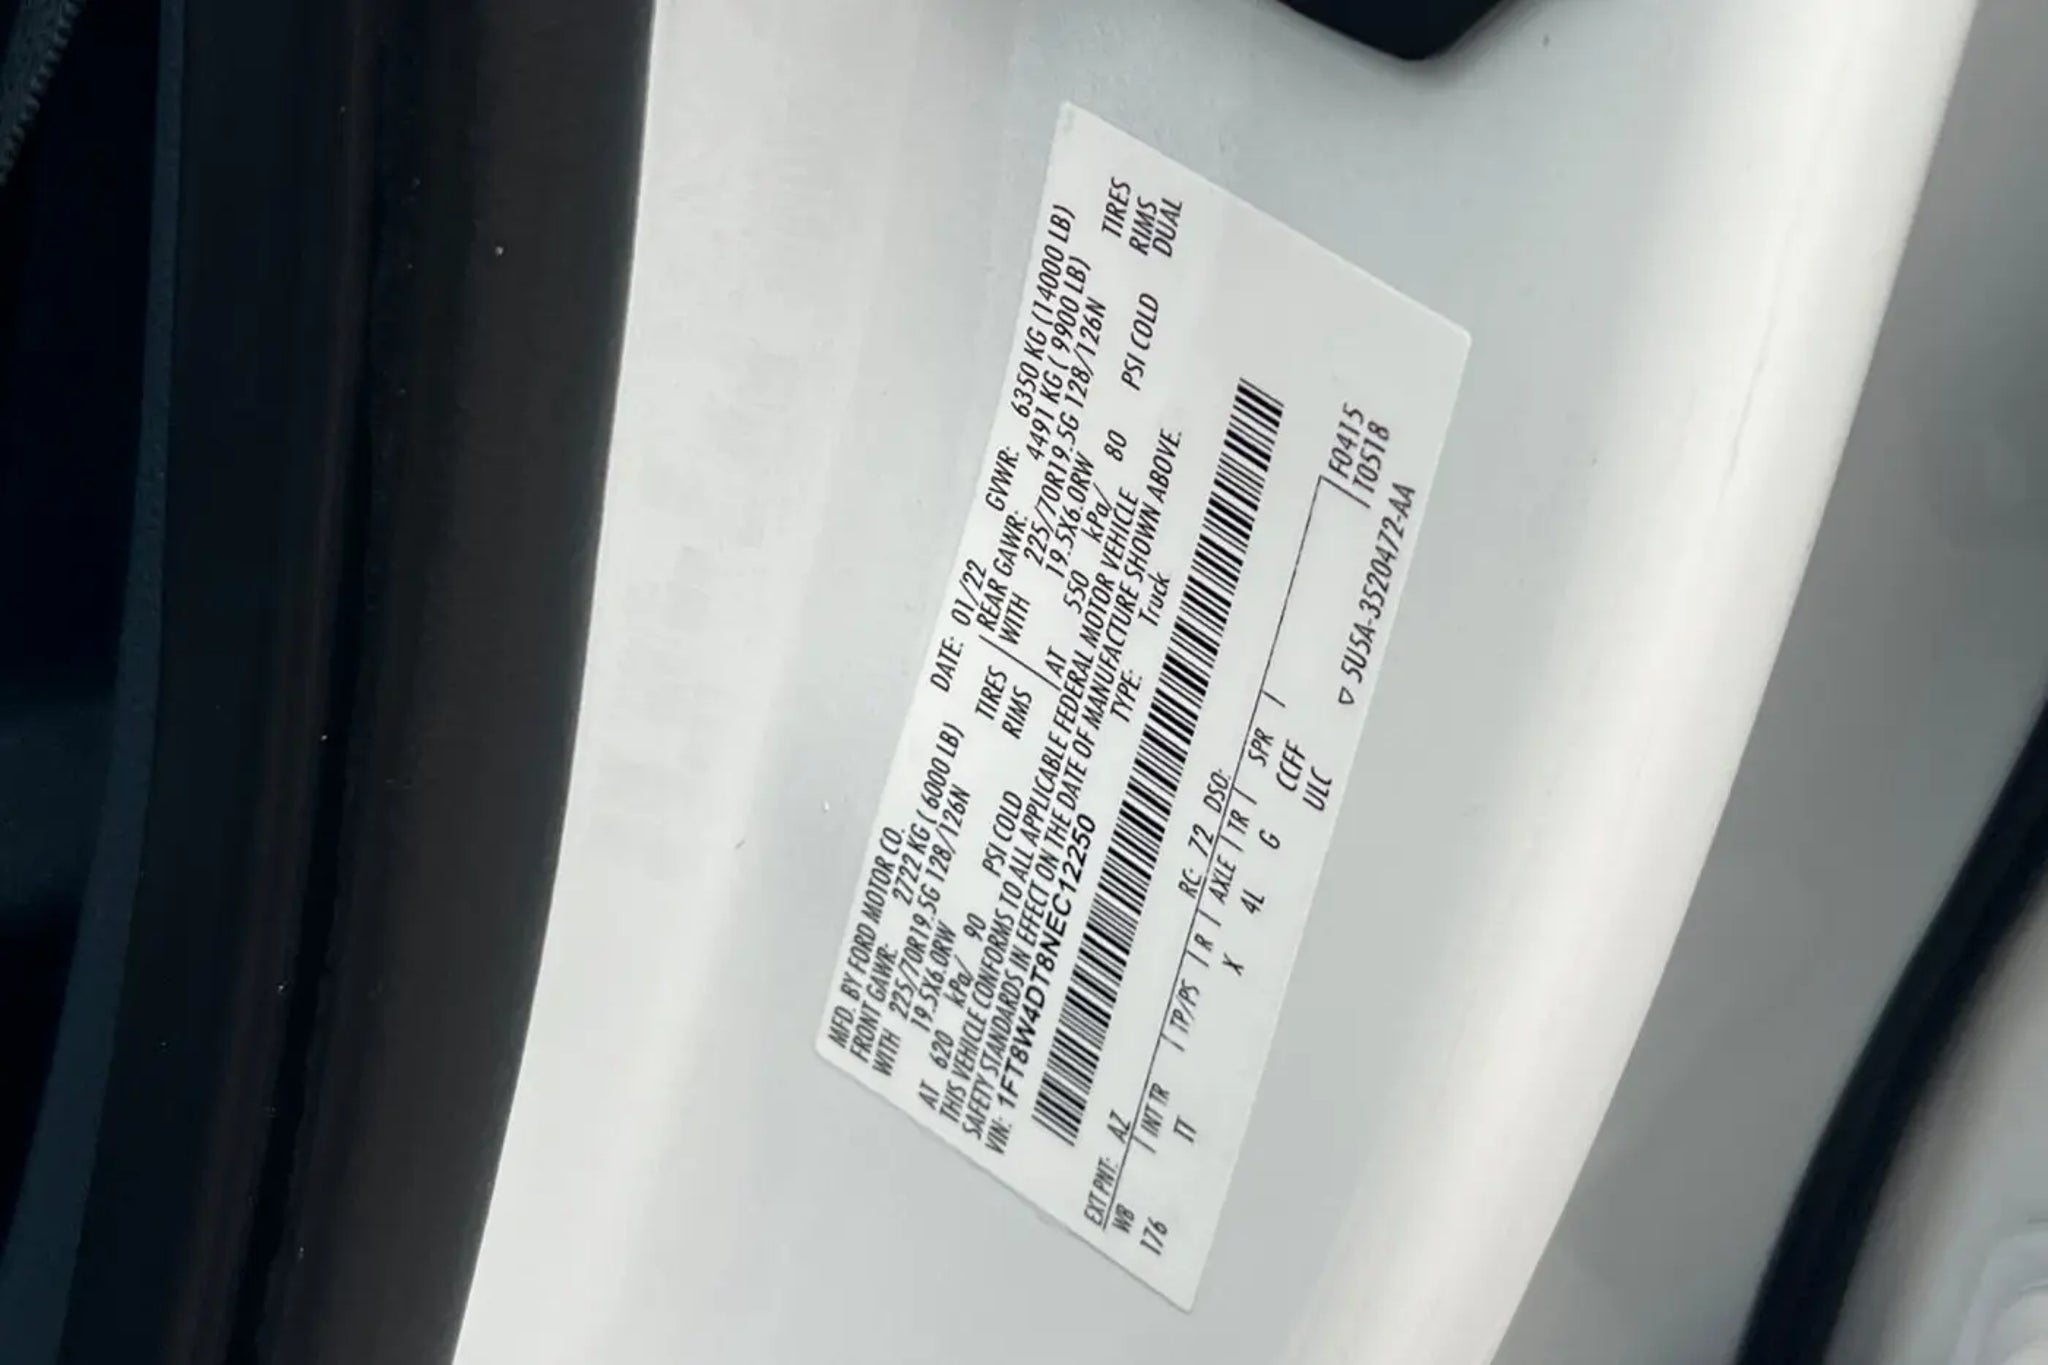 MFD. BY FORD MOTOR CO. DATE: 01/22 GVWR: 6350 KG (14000 LB)
FRONT GAWR: 2722 KG ( 6000 LB) REAR GAWR: 4491 KG ( 9900 LB)
WITH 225/70R19.5G 128/126N TIRES WITH 225/70R19.5G 128/126N TIRES
19.5X6.0RW RIMS 19.5X6.0RW RIMS
AT 620 kPa/ 90 PSI COLD AT 550 kPa/ 80 PSI COLD DUAL
THIS VEHICLE CONFORMS TO ALL APPLICABLE FEDERAL MOTOR VEHICLE
SAFETY STANDARDS IN EFFECT ON THE DATE OF MANUFACTURE SHOWN ABOVE.
VIN: 1FT8W4DT8NEC12250 TYPE: Truck
EXT PNT: AZ RC: 72 DSO: F0415
WB INT TR TP/PS R AXLE TR SPR T0518
176 TT X 4L G CCFF
ULC ▽ 5U5A-3520472-AA